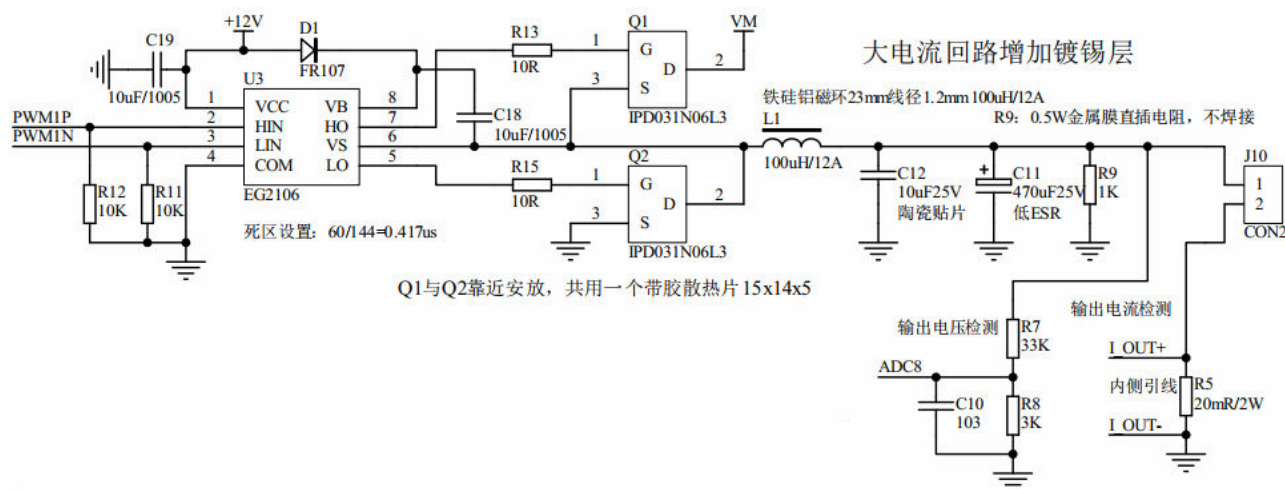 +12V
C19
D1
FR107
10uF/1005
U3
R13
10R
Q1
1
G
D
2
VM
3
S
IPD031N06L3
大电流回路增加镀锡层
1
VCC
VB
8
PWM1P
2
HIN
HO
7
PWM1N
3
LIN
VS
6
4
COM
LO
5
EG2106
C18
10uF/1005
铁硅铝磁环23mm线径1.2mm 100uH/12A
L1
100uH/12A
R9：0.5W金属膜直插电阻，不焊接
R12
10K
R11
10K
死区设置：60/144=0.417us
R15
10R
Q2
1
G
D
2
3
S
IPD031N06L3
C12
10uF25V
陶瓷贴片
+
C11
470uF25V
低ESR
R9
1K
J10
1
2
CON2
Q1与Q2靠近安放，共用一个带胶散热片15x14x5
输出电压检测
R7
33K
输出电流检测
ADC8
C10
103
R8
3K
I_OUT+
内侧引线
R5
20mR/2W
I_OUT-